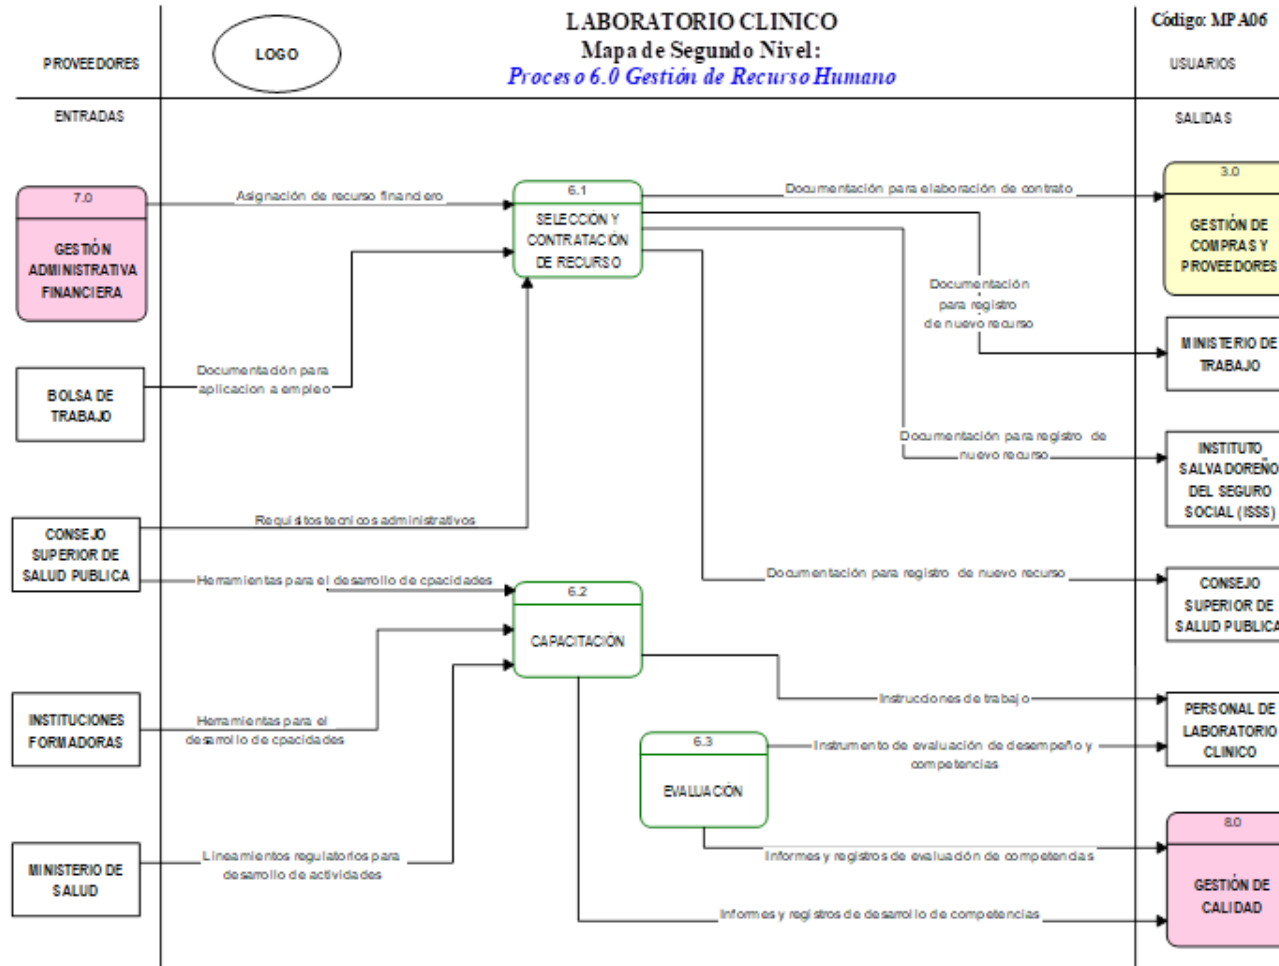 LABORATORIO CLINICO
Código: MPA06
Mapa de Segundo Nivel:
Proceso 6.0 Gestión de Recurso Humano
PROVEEDORES
LOGO
USUARIOS
ENTRADAS
SALIDAS
7.0
GESTIÓN
ADMINISTRATIVA
FINANCIERA
Asignación de recurso financiero
6.1
SELECCIÓN Y
CONTRATACIÓN
DE RECURSO
Documentación para elaboración de contrato
3.0
GESTIÓN DE
COMPRAS Y
PROVEEDORES
Documentación
para registro
de nuevo recurso
MINISTERIO DE
TRABAJO
BOLSA DE
TRABAJO
Documentación para
aplicacion a empleo
Documentación para registro de
nuevo recurso
INSTITUTO
SALVADOREÑO
DEL SEGURO
SOCIAL (ISSS)
CONSEJO
SUPERIOR DE
SALUD PUBLICA
Requisitos tecnicos administrativos
Herramientas para el desarrollo de cpacidades
6.2
CAPACITACIÓN
Documentación para registro de nuevo recurso
CONSEJO
SUPERIOR DE
SALUD PUBLICA
INSTITUCIONES
FORMADORAS
Herramientas para el
desarrollo de cpacidades
Instrucciones de trabajo
PERSONAL DE
LABORATORIO
CLINICO
6.3
EVALUACIÓN
Instrumento de evaluación de desempeño y
competencias
MINISTERIO DE
SALUD
Lineamientos regulatorios para
desarrollo de actividades
Informes y registros de evaluación de competencias
8.0
GESTIÓN DE
CALIDAD
Informes y registros de desarrollo de competencias